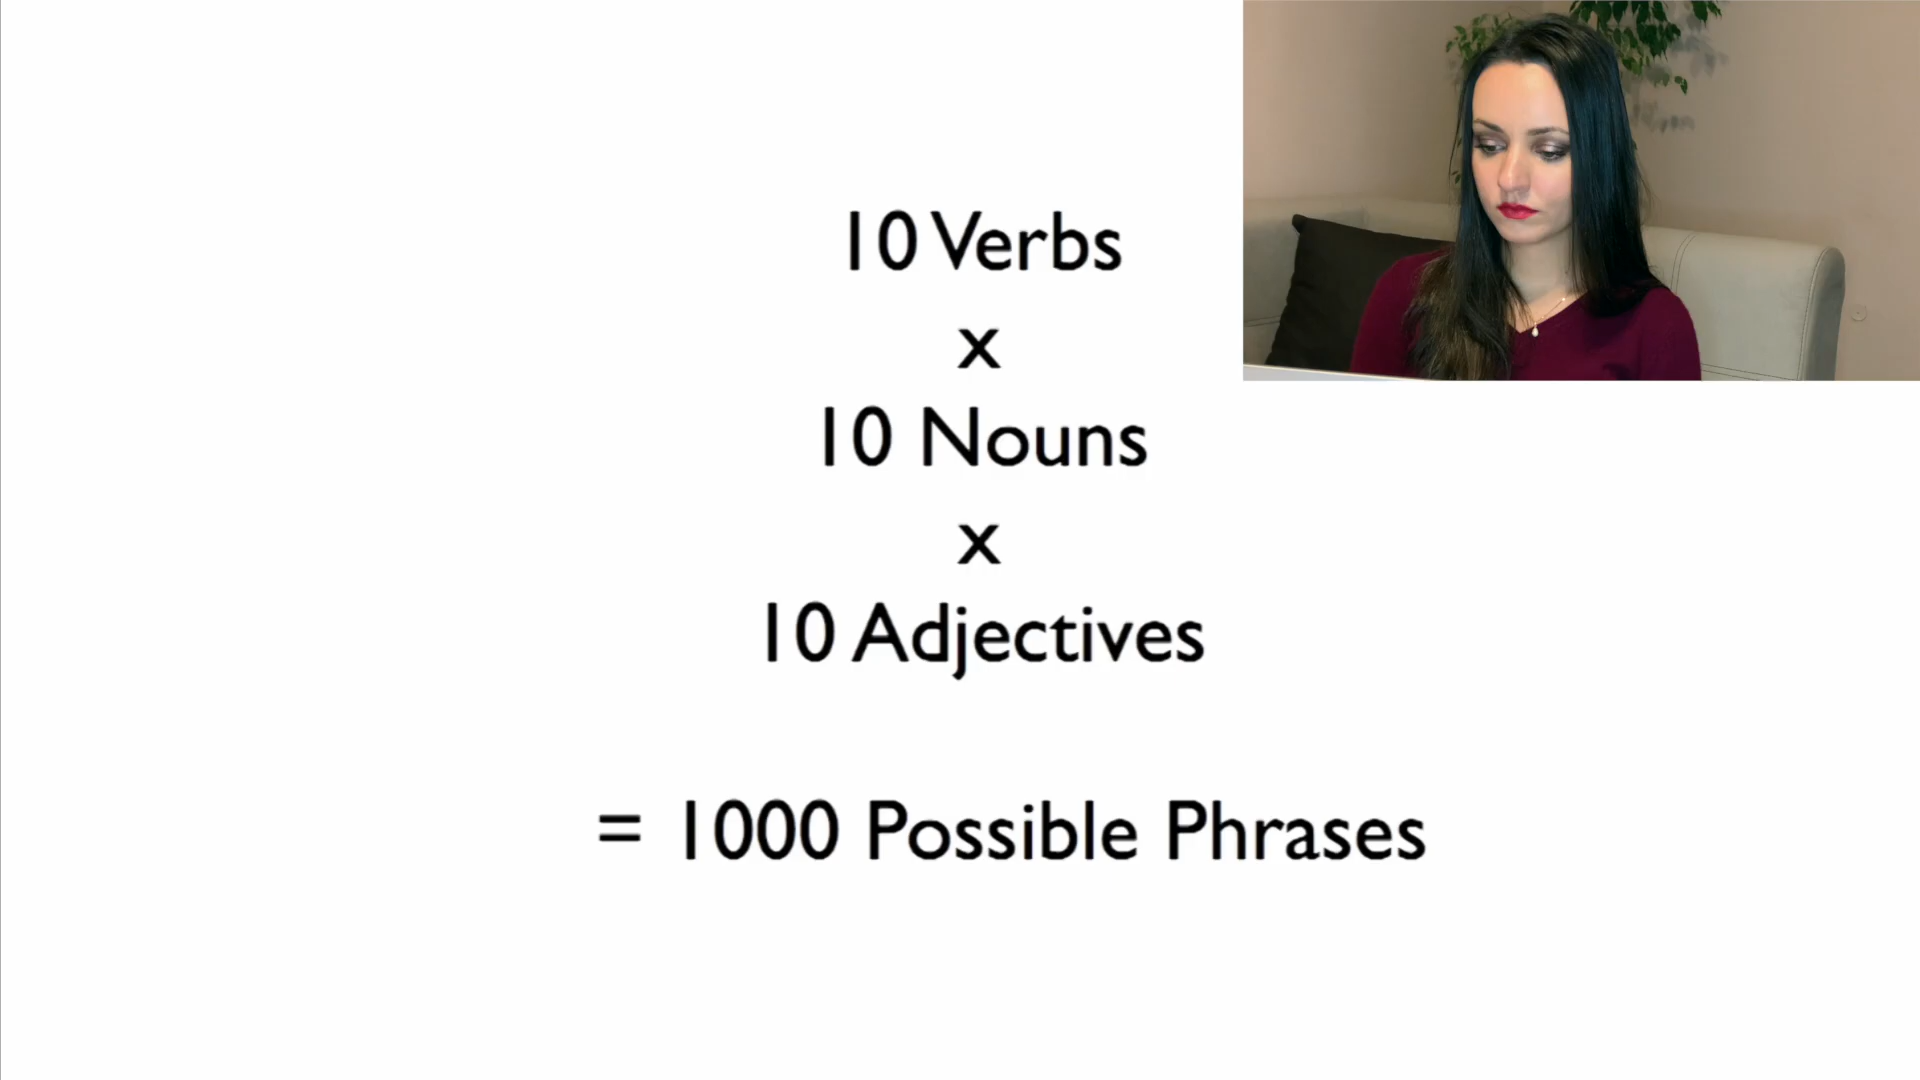 10 Verbs
x
10 Nouns
x
10 Adjectives
= 1000 Possible Phrases